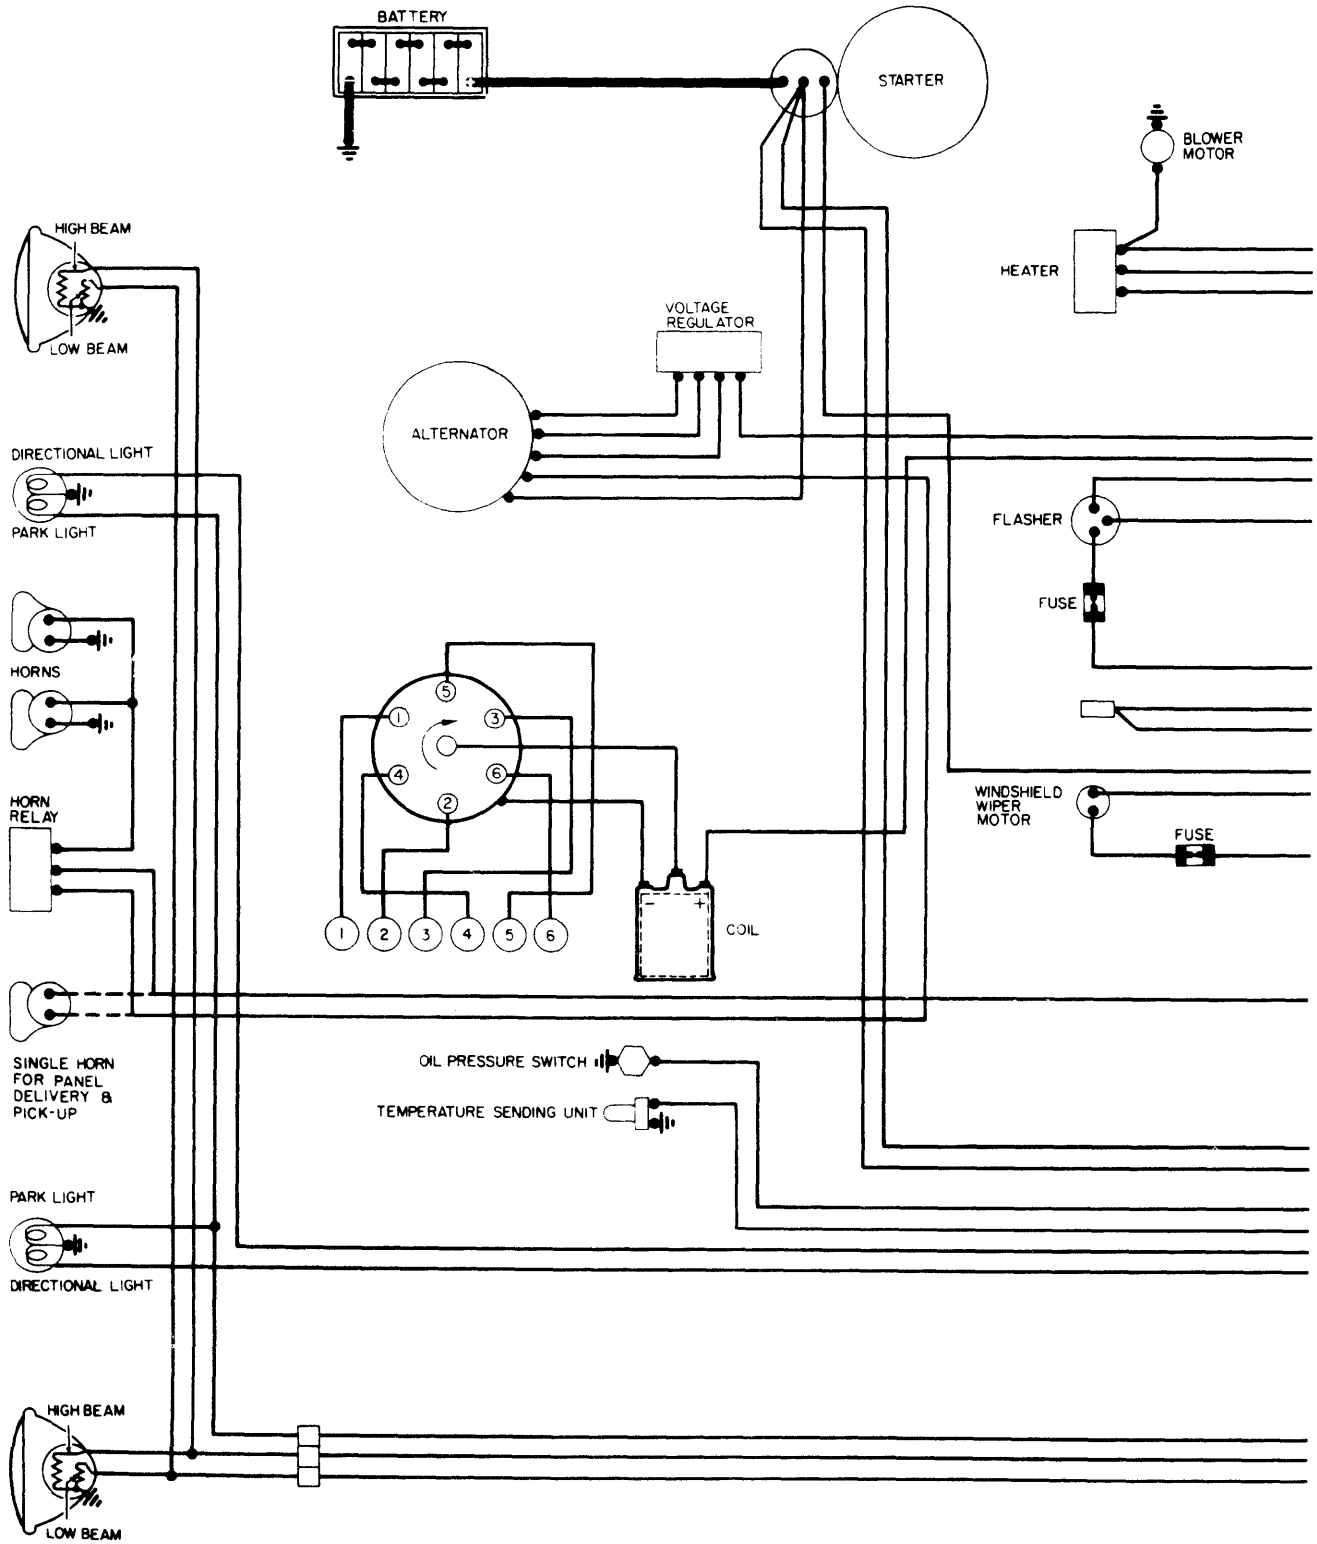 BATTERY
STARTER
BLOWER
MOTOR
HIGH BEAM
HEATER
LOW BEAM
VOLTAGE
REGULATOR
ALTERNATOR
DIRECTIONAL LIGHT
PARK LIGHT
FLASHER
FUSE
HORNS
5
1
3
4
6
2
WINDSHIELD
WIPER
MOTOR
FUSE
HORN
RELAY
- +
COIL
1 2 3 4 5 6
SINGLE HORN
FOR PANEL
DELIVERY &
PICK-UP
OIL PRESSURE SWITCH
TEMPERATURE SENDING UNIT
PARK LIGHT
DIRECTIONAL LIGHT
HIGH BEAM
LOW BEAM